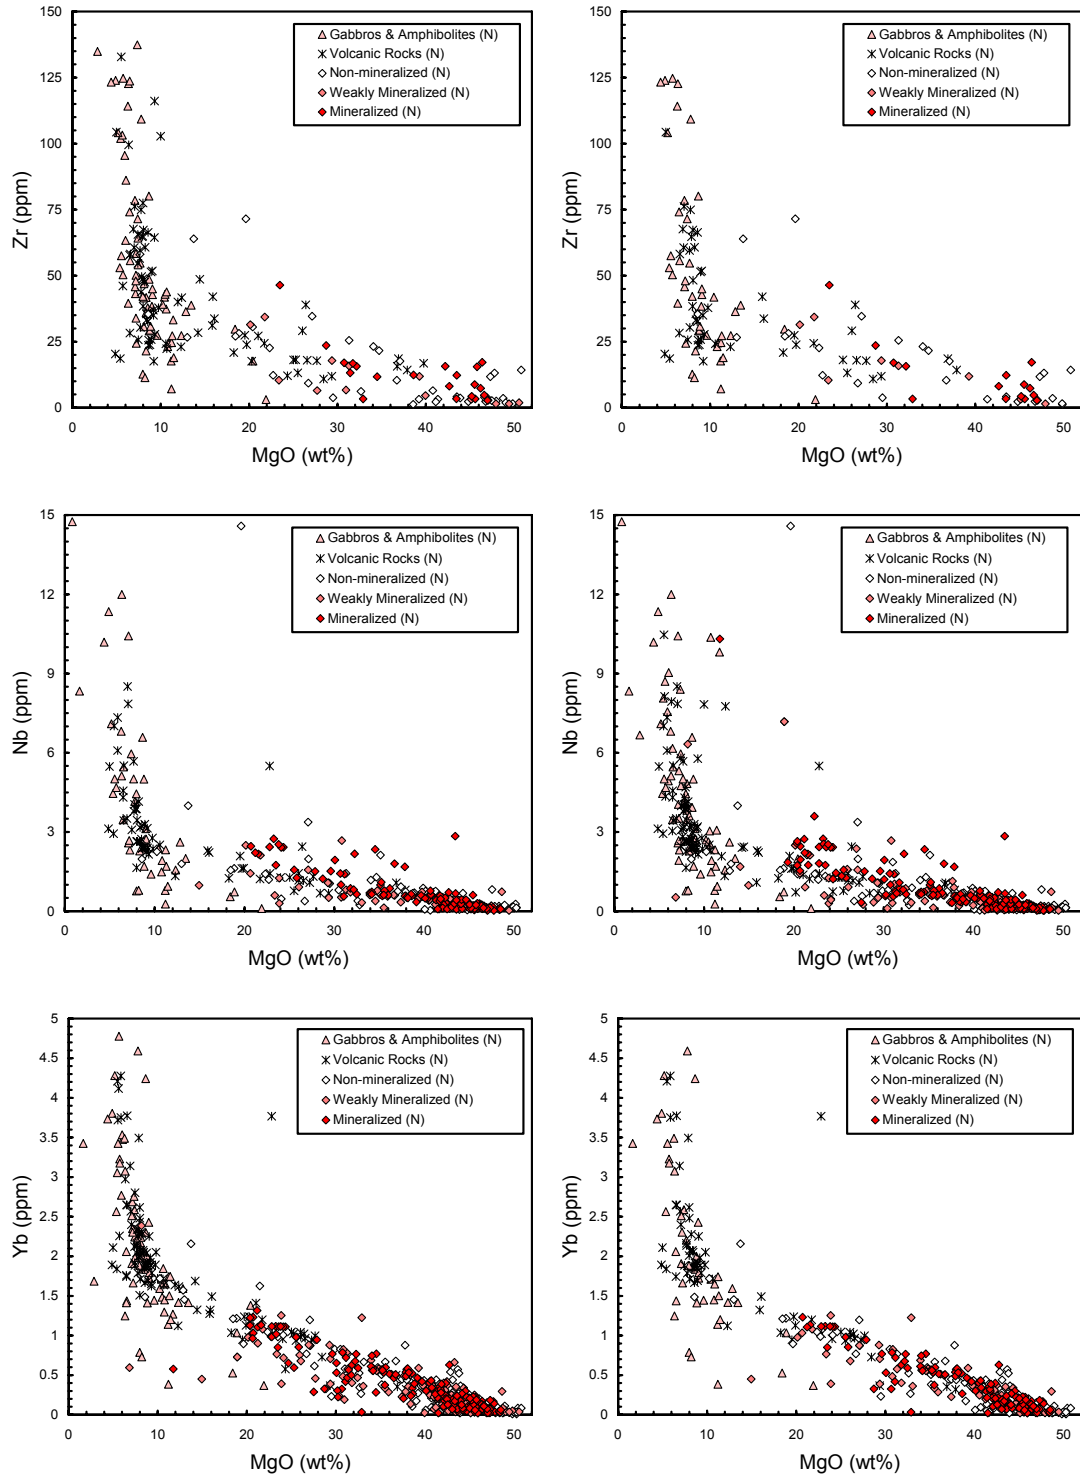 150
125
100
75
50
25
0
Zr (ppm)
0 10 20 30 40 50
MgO (wt%)
Gabbros & Amphibolites (N)
Volcanic Rocks (N)
Non-mineralized (N)
Weakly Mineralized (N)
Mineralized (N)
150
125
100
75
50
25
0
Zr (ppm)
0 10 20 30 40 50
MgO (wt%)
Gabbros & Amphibolites (N)
Volcanic Rocks (N)
Non-mineralized (N)
Weakly Mineralized (N)
Mineralized (N)
15
12
9
6
3
0
Nb (ppm)
0 10 20 30 40 50
MgO (wt%)
Gabbros & Amphibolites (N)
Volcanic Rocks (N)
Non-mineralized (N)
Weakly Mineralized (N)
Mineralized (N)
15
12
9
6
3
0
Nb (ppm)
0 10 20 30 40 50
MgO (wt%)
Gabbros & Amphibolites (N)
Volcanic Rocks (N)
Non-mineralized (N)
Weakly Mineralized (N)
Mineralized (N)
5
4.5
4
3.5
3
2.5
2
1.5
1
0.5
0
Yb (ppm)
0 10 20 30 40 50
MgO (wt%)
Gabbros & Amphibolites (N)
Volcanic Rocks (N)
Non-mineralized (N)
Weakly Mineralized (N)
Mineralized (N)
5
4.5
4
3.5
3
2.5
2
1.5
1
0.5
0
Yb (ppm)
0 10 20 30 40 50
MgO (wt%)
Gabbros & Amphibolites (N)
Volcanic Rocks (N)
Non-mineralized (N)
Weakly Mineralized (N)
Mineralized (N)